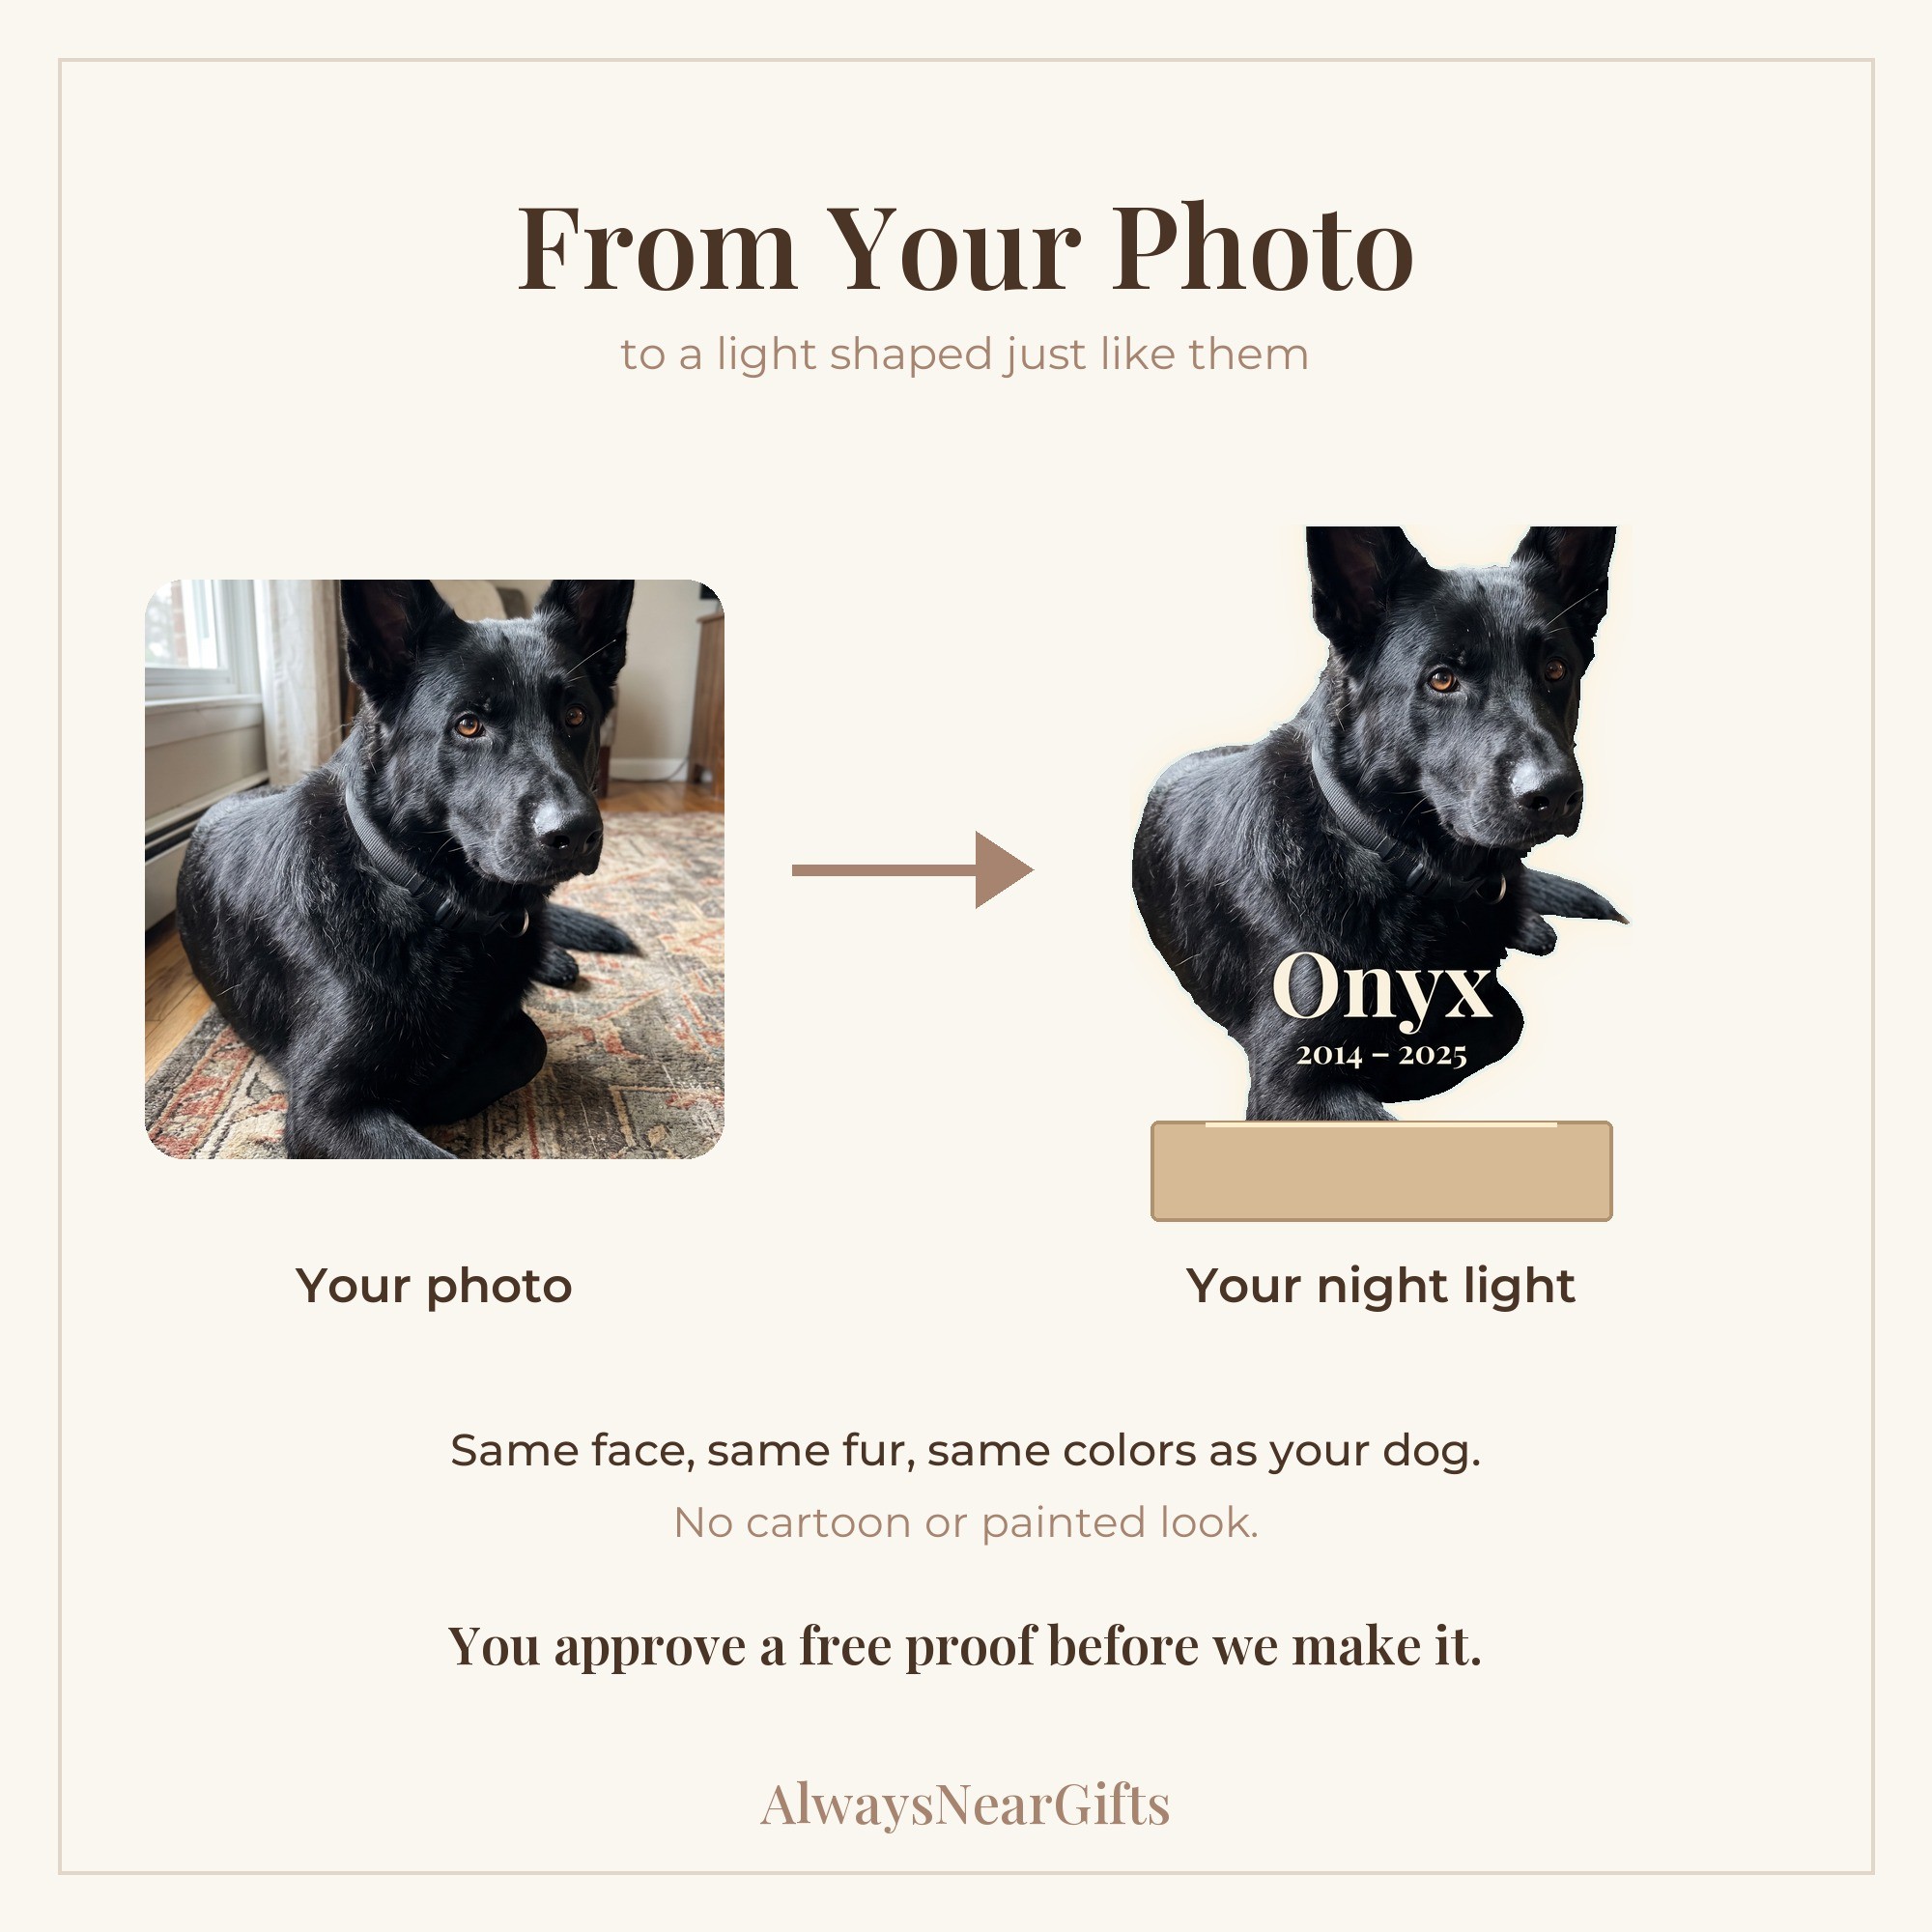 From Your Photo
to a light shaped just like them
Onyx
2014 – 2025
Your photo
Your night light
Same face, same fur, same colors as your dog.
No cartoon or painted look.
You approve a free proof before we make it.
AlwaysNearGifts